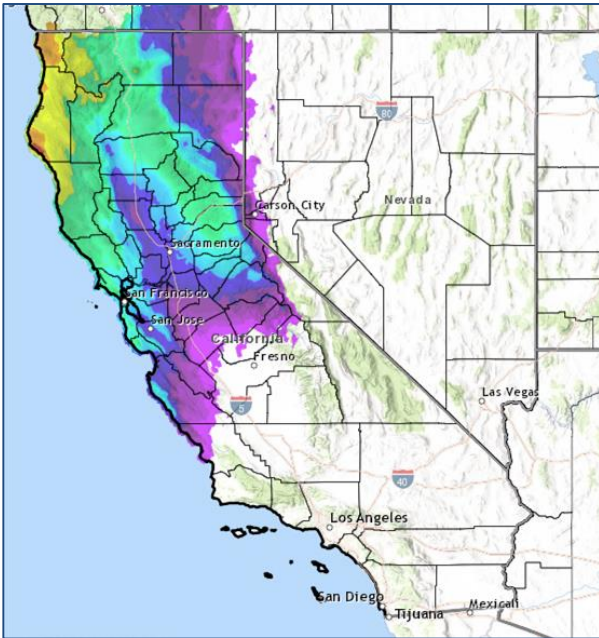 80
Carson City
Nevada
Sacramento
San Francisco
San Jose
California
Fresno
Las Vegas
5
40
Los Angeles
San Diego
Tijuana
Mexicali